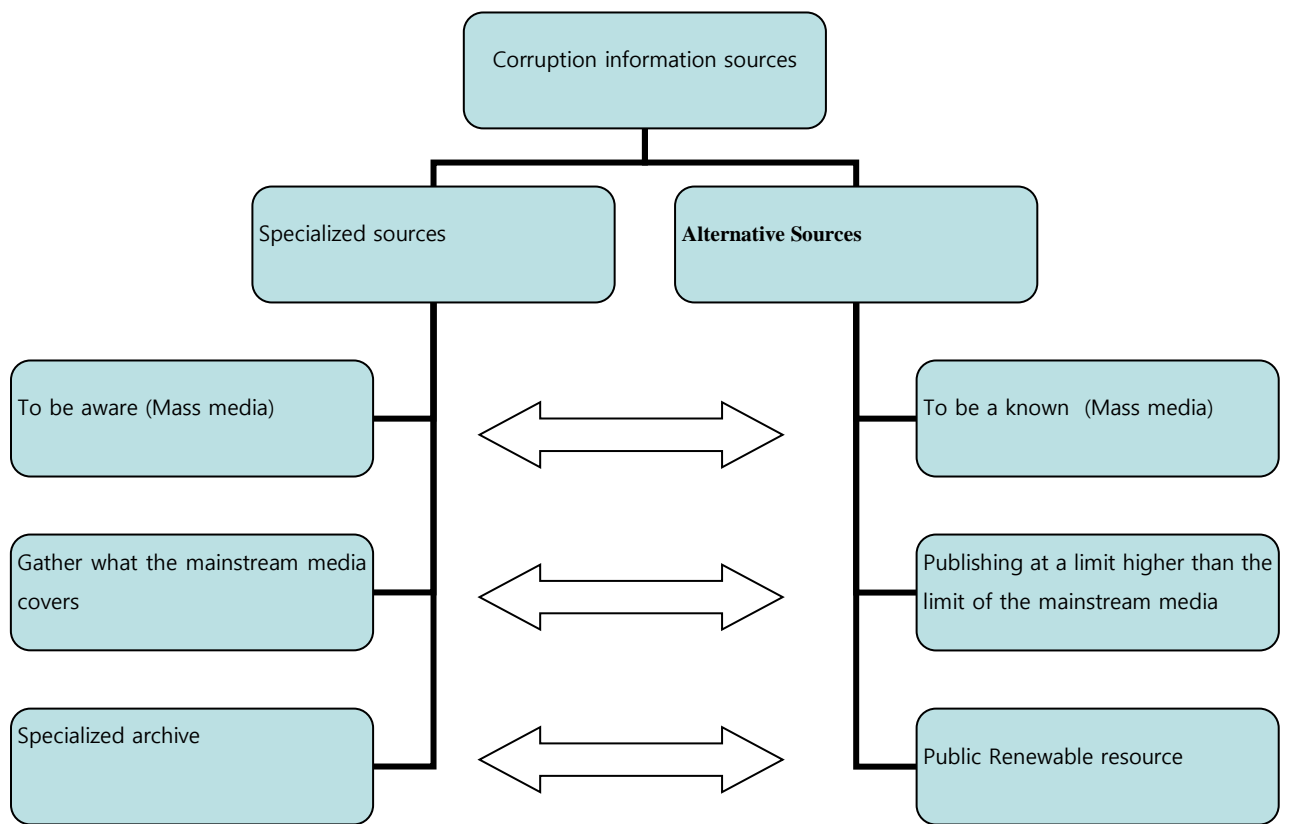 Corruption information sources
Specialized sources
Alternative Sources
To be aware (Mass media)
To be a known (Mass media)
Gather what the mainstream media
covers
Publishing at a limit higher than the
limit of the mainstream media
Specialized archive
Public Renewable resource